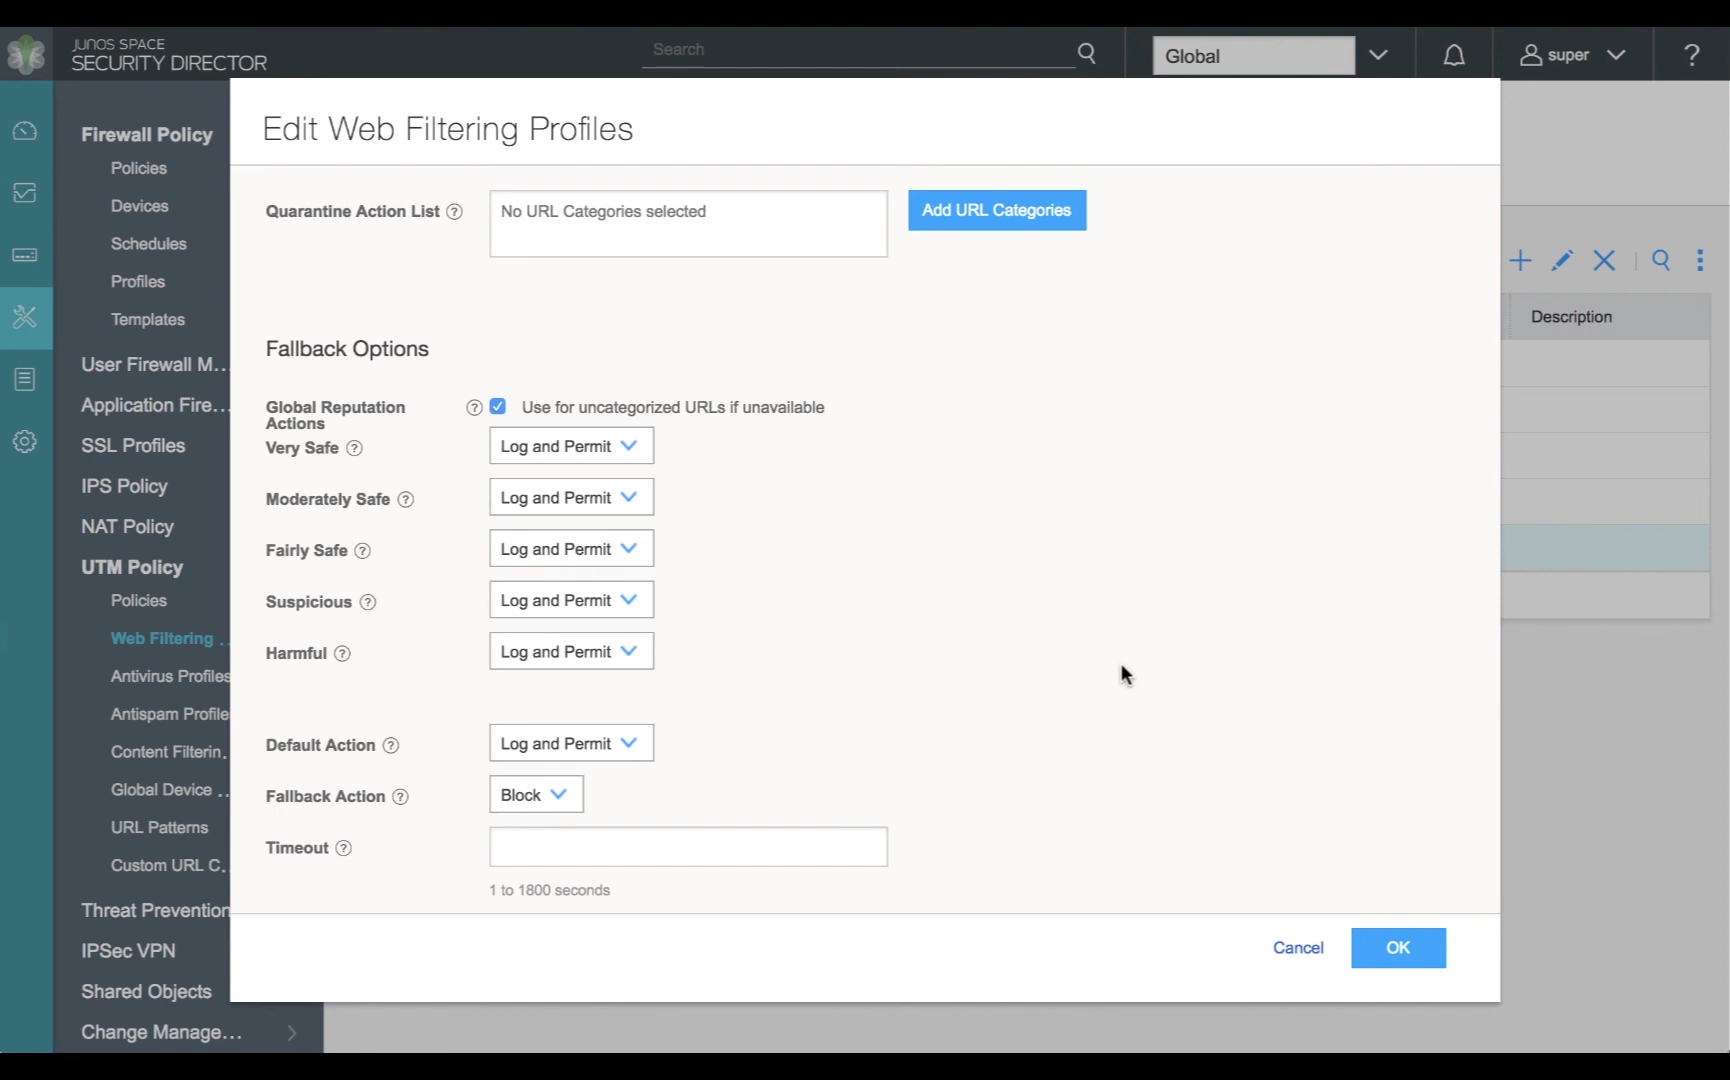 JUNOS SPACE
SECURITY DIRECTOR
Search
Global
super
?
Edit Web Filtering Profiles
Firewall Policy
Policies
Devices
Schedules
Profiles
Templates
User Firewall M...
Application Fire...
SSL Profiles
IPS Policy
NAT Policy
UTM Policy
Policies
Web Filtering ..
Antivirus Profiles
Antispam Profile
Content Filterin.
Global Device ..
URL Patterns
Custom URL C.
Threat Prevention
IPSec VPN
Shared Objects
Change Manage...
Quarantine Action List ?
No URL Categories selected
Add URL Categories
Fallback Options
Global Reputation Actions ?
Use for uncategorized URLs if unavailable
Very Safe ? Log and Permit
Moderately Safe ? Log and Permit
Fairly Safe ? Log and Permit
Suspicious ? Log and Permit
Harmful ? Log and Permit
Default Action ? Log and Permit
Fallback Action ? Block
Timeout ?
1 to 1800 seconds
Cancel
OK
Description